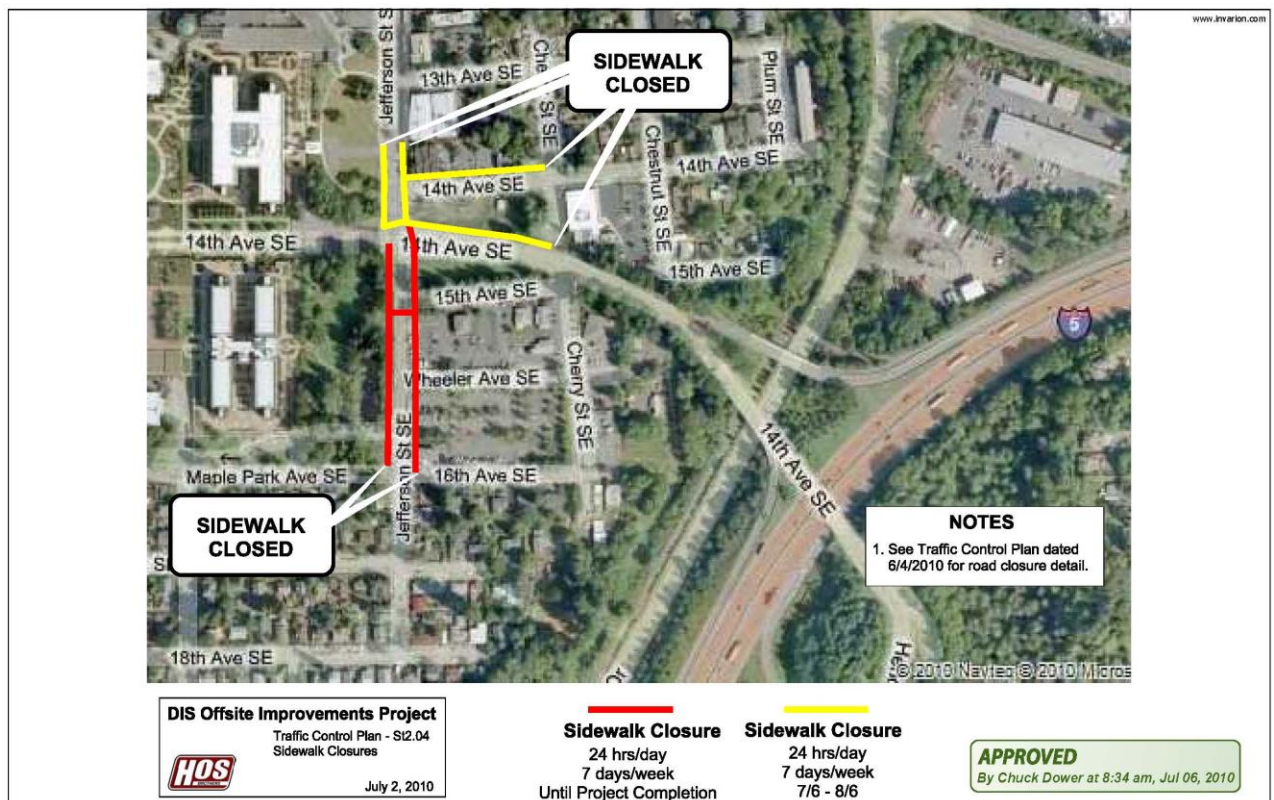 www.invarion.com
Jefferson St S
13th Ave SE
SIDEWALK
CLOSED
Plum St SE
Chestnut St SE
14th Ave SE
14th Ave SE
14th Ave SE
14th Ave SE
15th Ave SE
15th Ave SE
5
Wheeler Ave SE
Cherry St SE
14th Ave SE
Maple Park Ave SE
Jefferson St SE
16th Ave SE
SIDEWALK
CLOSED
NOTES
1. See Traffic Control Plan dated
6/4/2010 for road closure detail.
18th Ave SE
© 2010 Navteq © 2010 Micros
DIS Offsite Improvements Project
Traffic Control Plan - St2.04
Sidewalk Closures
HOS
BROTHERS
July 2, 2010
Sidewalk Closure
24 hrs/day
7 days/week
Until Project Completion
Sidewalk Closure
24 hrs/day
7 days/week
7/6 - 8/6
APPROVED
By Chuck Dower at 8:34 am, Jul 06, 2010